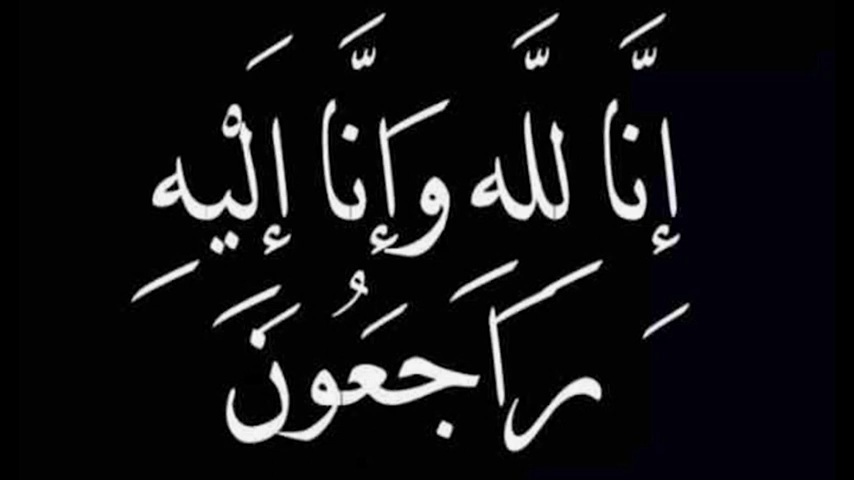 إِنَّا لِلَّه وَإِنَّا إِلَيْهِ
رَاجِعُونَ